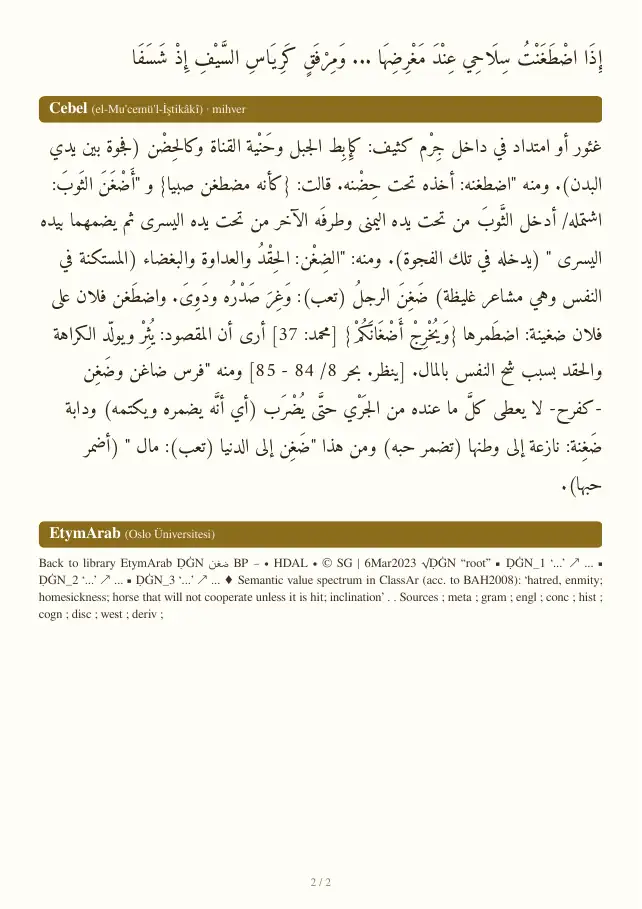 إِذَا اضْطَغَنْتُ سِلَاحِي عِنْدَ مَغْرِضِهَا ... وَمِرْفَقٍ كَرِيَاسِ السَّيْفِ إِذْ شَسَفَا
Cebel (el-Mu'cemü'l-İştikâkî) · mihver
غئور أو امتداد في داخل جِرْم كثيف: كإِبِط الجبل وحَنْية القناة وكالحِضْن (فجوة بين يدي
البدن). ومنه "اضطغنه: أخذه تحت حِضْنه. قالت: {كأنه مضطغن صبيا} و "أَضْغَنَ الثوبَ:
اشتمله/ أدخل الثَّوبَ من تحت يده اليمنى وطرفَه الآخر من تحت يده اليسرى ثم يضمهما بيده
اليسرى " (يدخله في تلك الفجوة). ومنه: "الضِغْن: الحِقْدُ والعداوة والبغضاء (المستكنة في
النفس وهي مشاعر غليظة) ضَغِنَ الرجلُ (تعب): وَغِرَ صَدْرُه ودَوِىَ. واضطَغن فلان على
فلان ضغينة: اضطَمرها {وَيُخْرِجْ أَضْغَانَكُمْ} [محمد: 37] أرى أن المقصود: يُثِرْ ويولّد الكراهة
والحقد بسبب شح النفس بالمال. [ينظر. بحر 8/ 84 - 85] ومنه "فرس ضاغن وضَغِن
-كفرح- لا يعطى كلَّ ما عنده من الجَرْي حتَّى يُضْرَب (أي أنَّه يضمره ويكتمه) ودابة
ضَغِنة: نازعة إلى وطنها (تضمر حبه) ومن هذا "ضَغِن إلى الدنيا (تعب): مال " (أضمر
حبها).
EtymArab (Oslo Üniversitesi)
Back to library EtymArab ḌĠN ضغن BP – • HDAL • © SG | 6Mar2023 √ḌĠN “root” ▪ ḌĠN_1 ‘...’ ↗ ... ▪
ḌĠN_2 ‘...’ ↗ ... ▪ ḌĠN_3 ‘...’ ↗ ... ♦ Semantic value spectrum in ClassAr (acc. to BAH2008): ‘hatred, enmity;
homesickness; horse that will not cooperate unless it is hit; inclination’ . . Sources ; meta ; gram ; engl ; conc ; hist ;
cogn ; disc ; west ; deriv ;
2 / 2